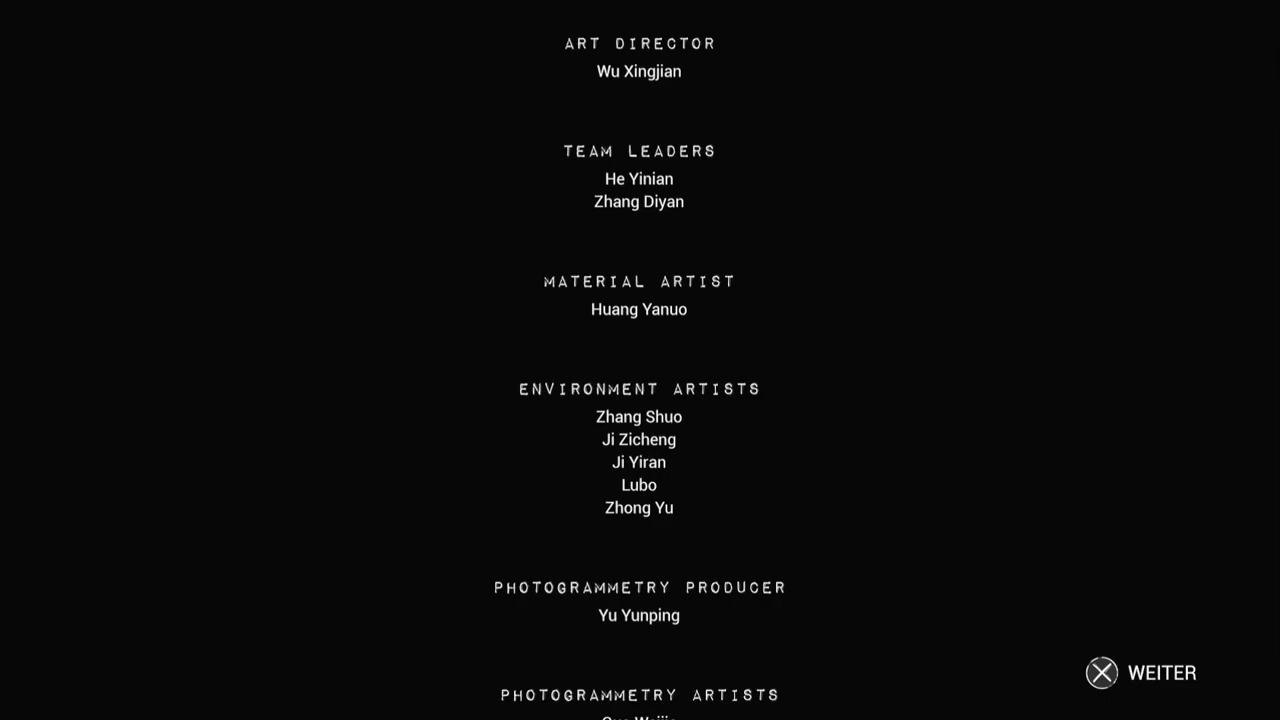 ART DIRECTOR
Wu Xingjian
TEAM LEADERS
He Yinian
Zhang Diyan
MATERIAL ARTIST
Huang Yanuo
ENVIRONMENT ARTISTS
Zhang Shuo
Ji Zicheng
Ji Yiran
Lubo
Zhong Yu
PHOTOGRAMMETRY PRODUCER
Yu Yunping
WEITER
PHOTOGRAMMETRY ARTISTS